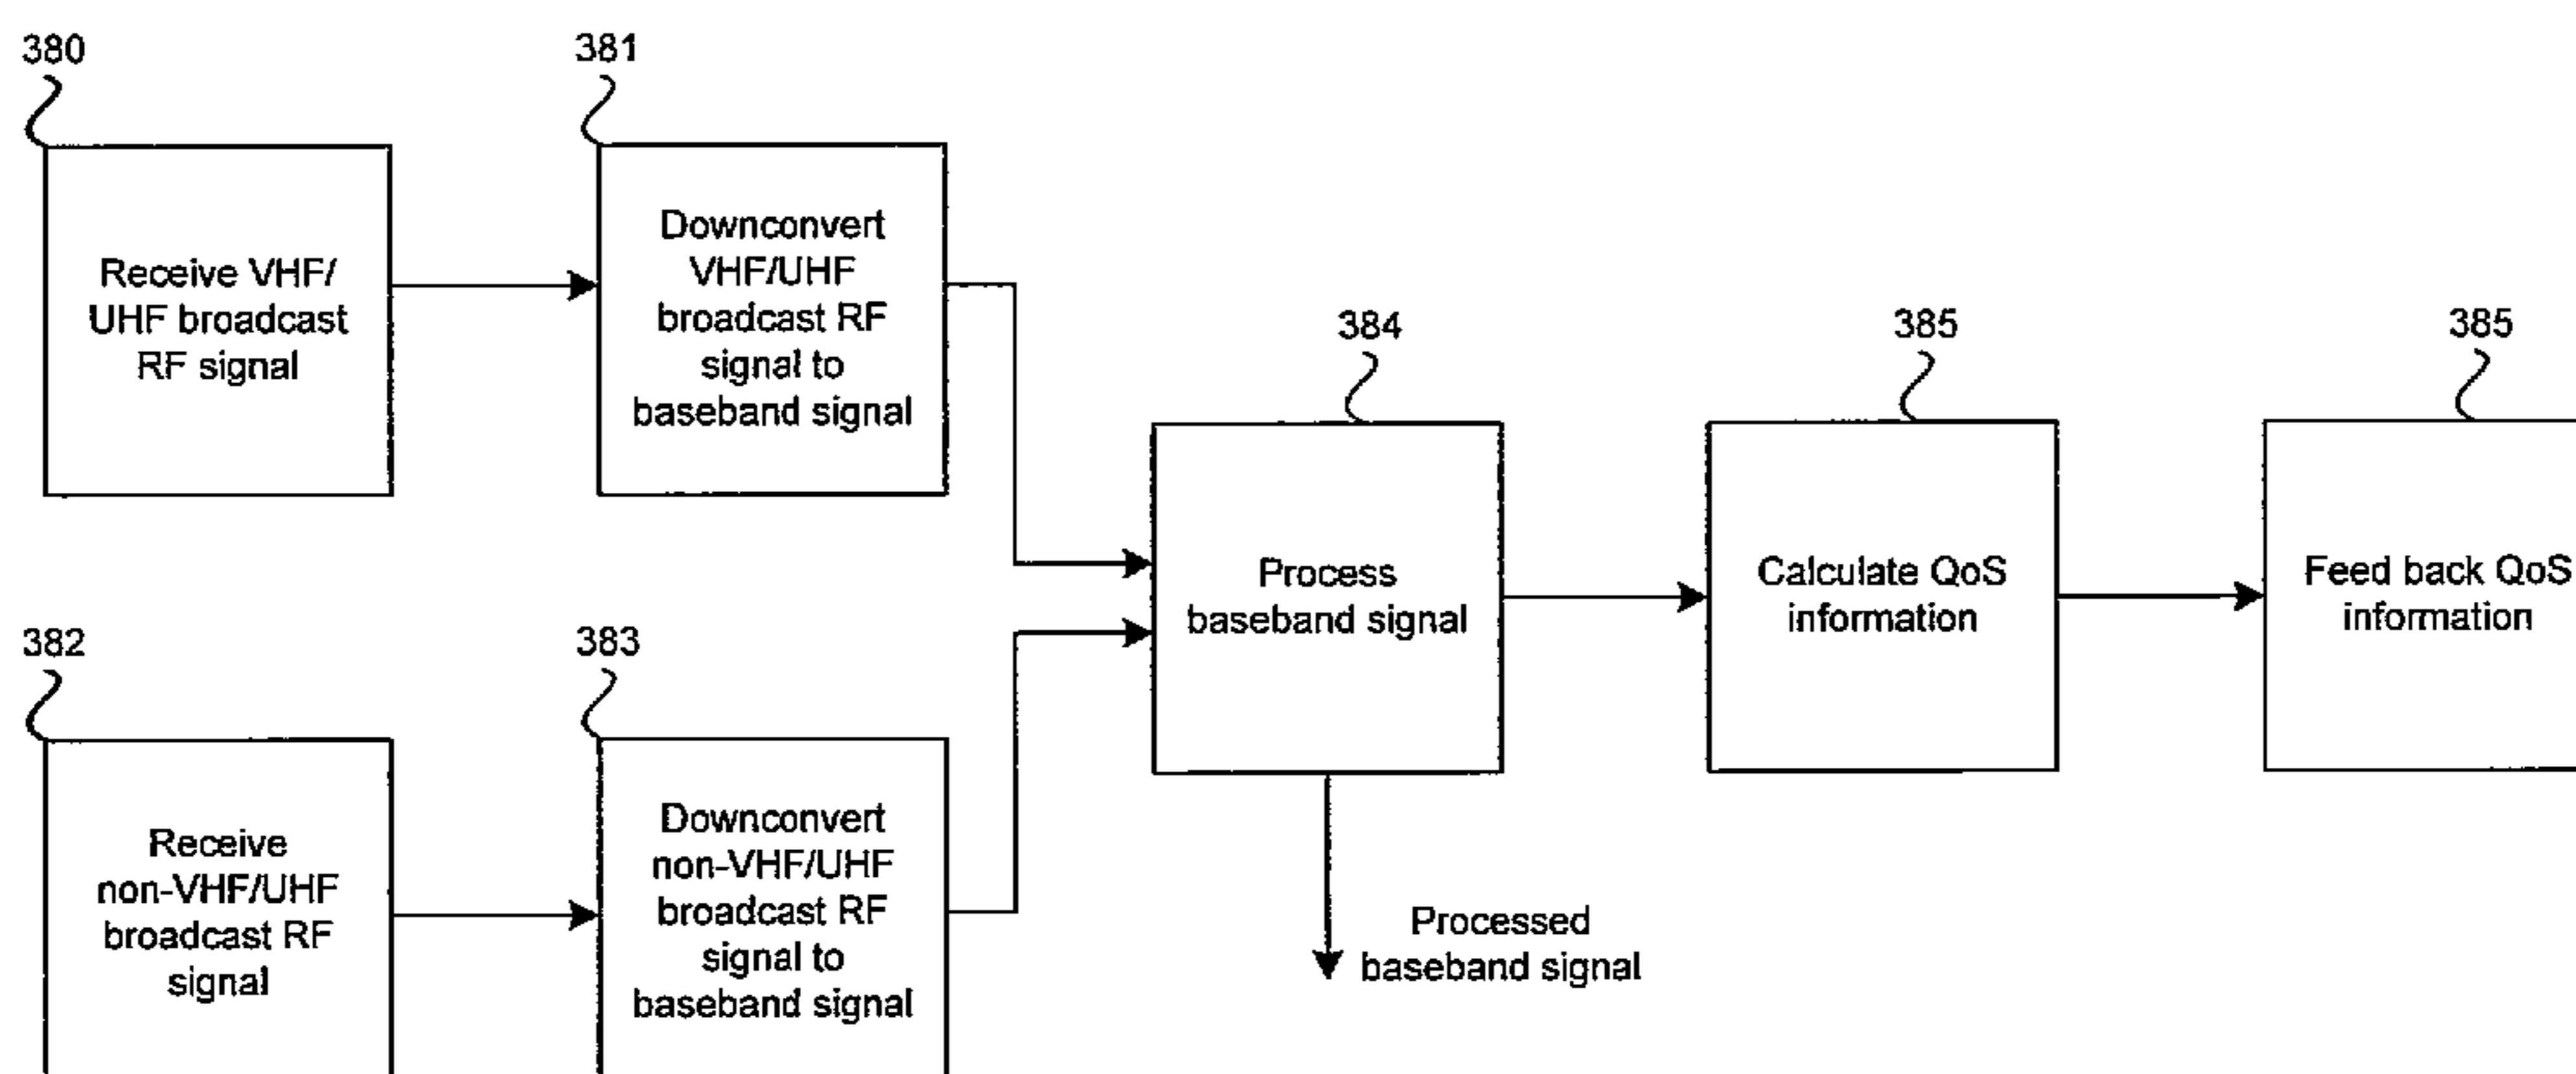 380
Receive VHF/
UHF broadcast
RF signal
381
Downconvert
VHF/UHF
broadcast RF
signal to
baseband signal
382
Receive
non-VHF/UHF
broadcast RF
signal
383
Downconvert
non-VHF/UHF
broadcast RF
signal to
baseband signal
384
Process
baseband signal
Processed
baseband signal
385
Calculate QoS
information
385
Feed back QoS
information